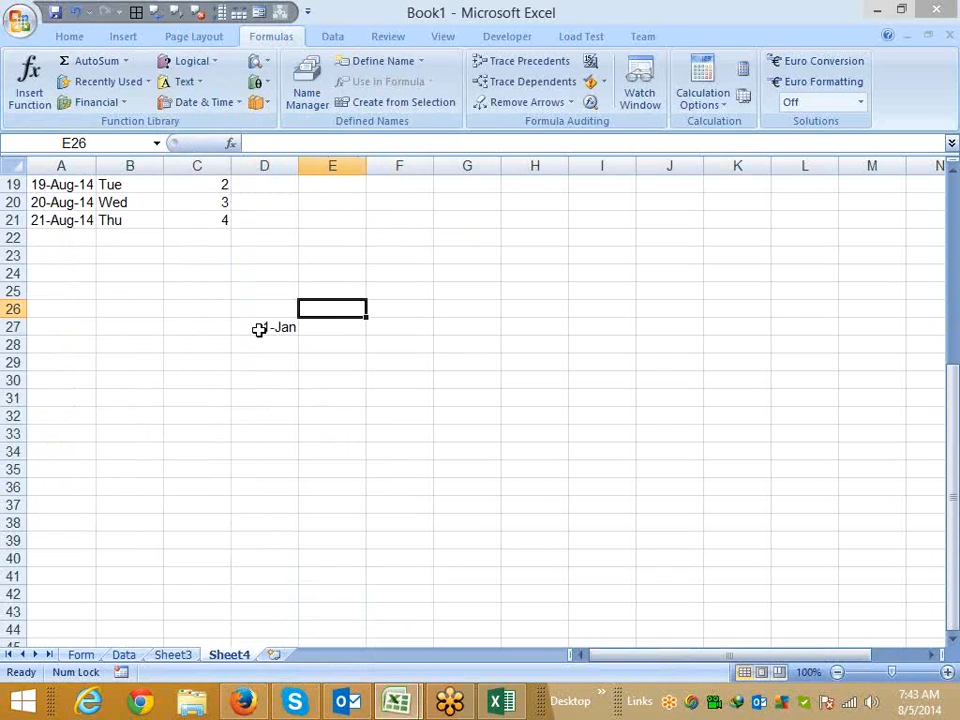 Book1 - Microsoft Excel
Home Insert Page Layout Formulas Data Review View Developer Load Test Team
fx Insert Function
Σ AutoSum
Recently Used
Financial
Logical
Text
Date & Time
Function Library
Name Manager
Define Name
Use in Formula
Create from Selection
Defined Names
Trace Precedents
Trace Dependents
Remove Arrows
Formula Auditing
Watch Window
Calculation Options
Calculation
Euro Conversion
Euro Formatting
Off
Solutions
E26 fx
A B C D E F G H I J K L M N
19 19-Aug-14 Tue 2
20 20-Aug-14 Wed 3
21 21-Aug-14 Thu 4
22
23
24
25
26
27 1-Jan
28
29
30
31
32
33
34
35
36
37
38
39
40
41
42
43
44
45
Form Data Sheet3 Sheet4
Ready Num Lock 100%
Desktop » Links
7:43 AM
8/5/2014